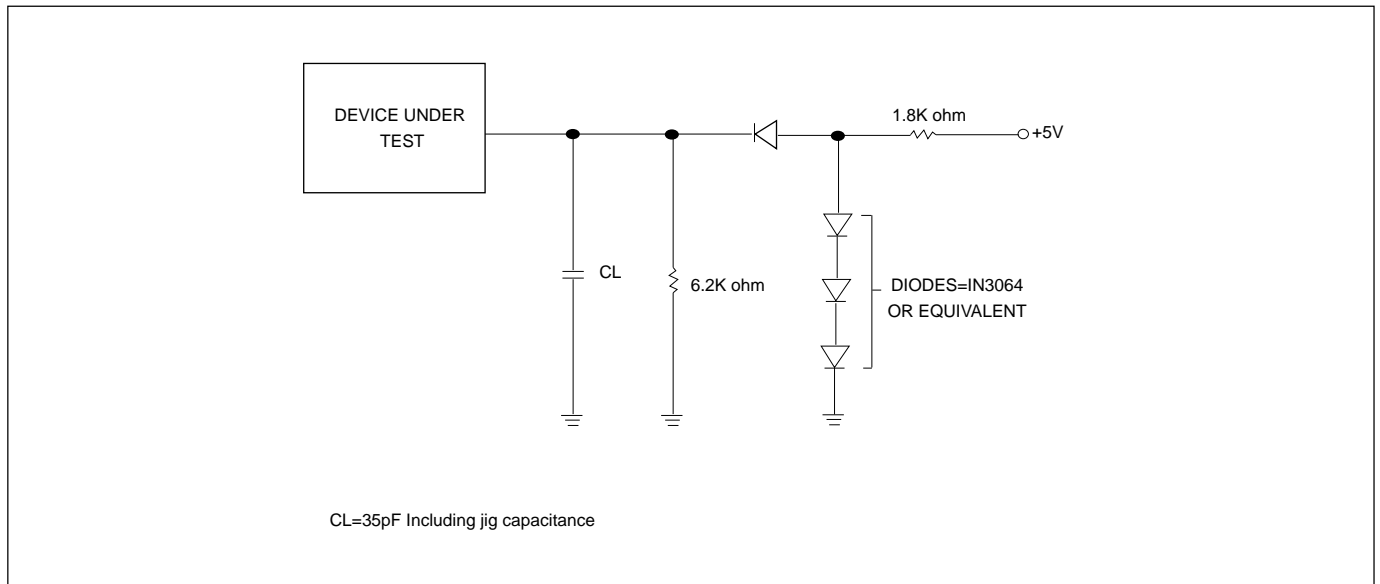 DEVICE UNDER
TEST
1.8K ohm
+5V
CL
6.2K ohm
DIODES=IN3064
OR EQUIVALENT
CL=35pF Including jig capacitance